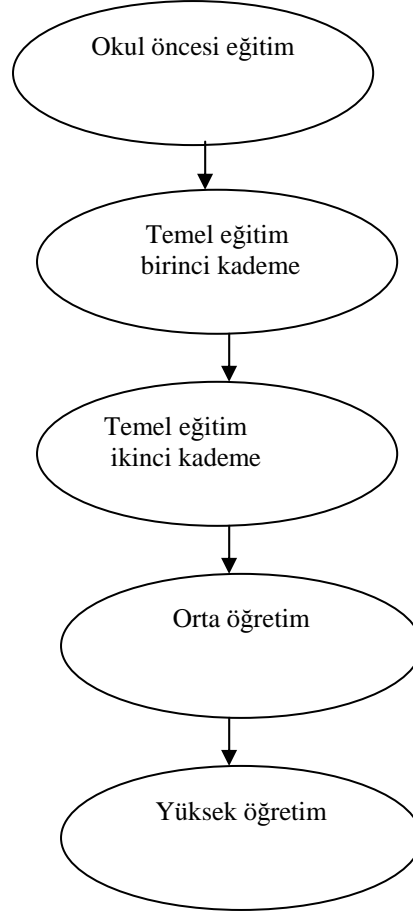 Okul öncesi eğitim
Temel eğitim
birinci kademe
Temel eğitim
ikinci kademe
Orta öğretim
Yüksek öğretim